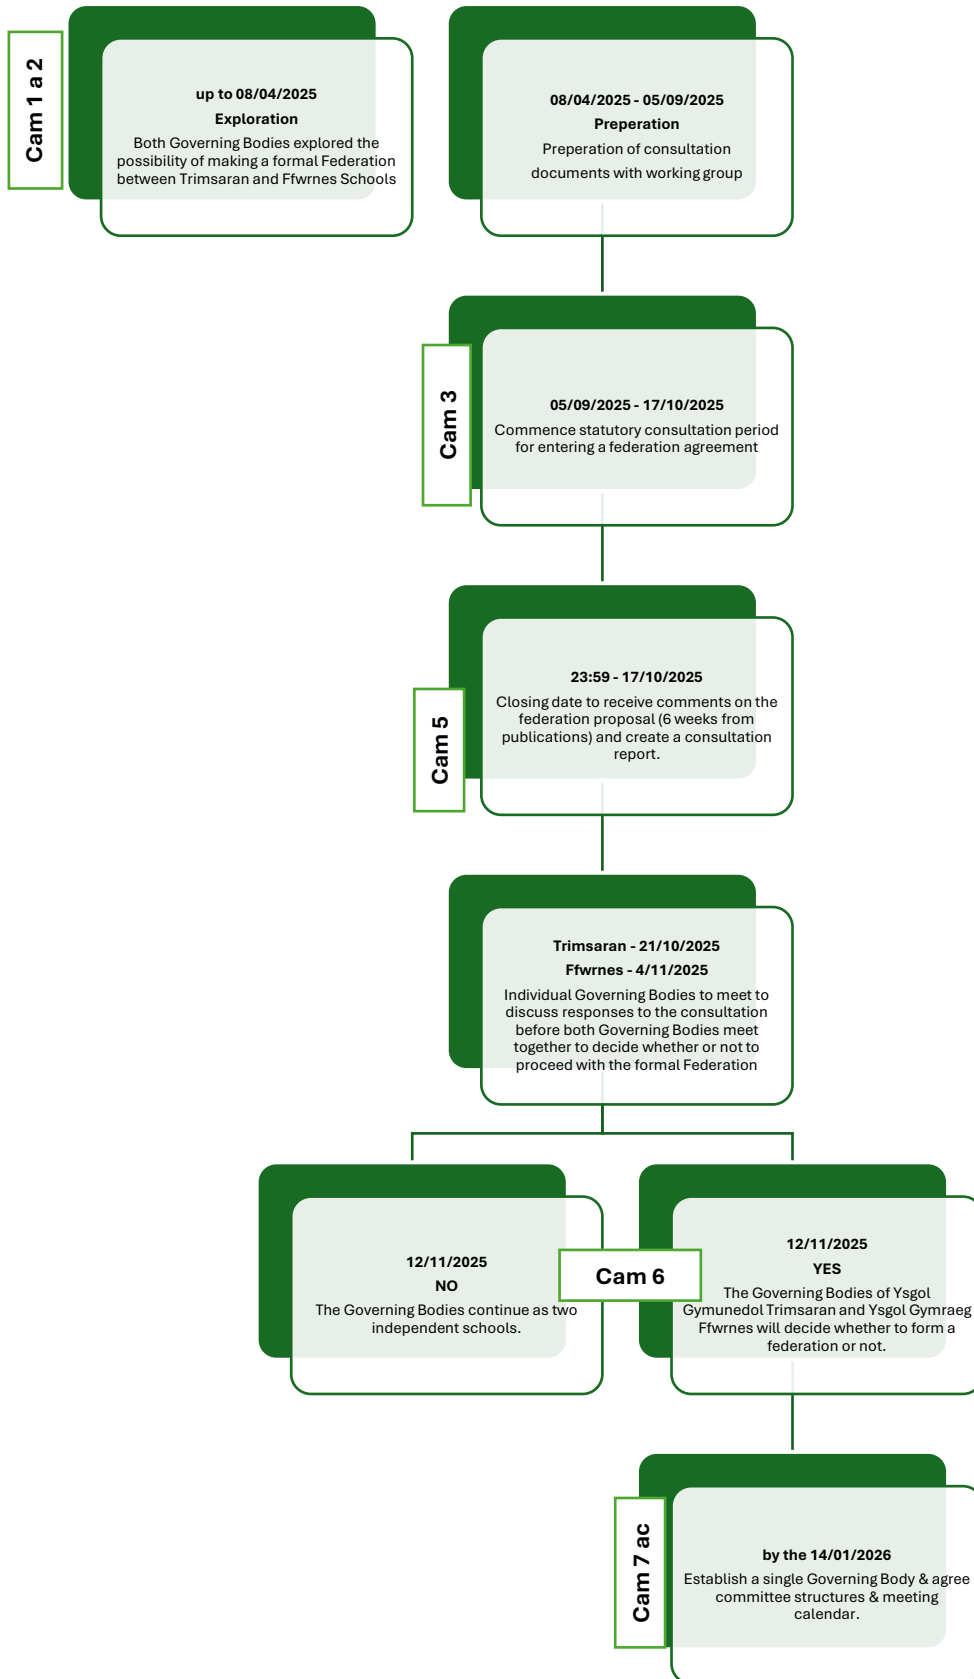 Cam 1 a 2
up to 08/04/2025
Exploration
Both Governing Bodies explored the
possibility of making a formal Federation
between Trimsaran and Ffwrnes Schools
08/04/2025 - 05/09/2025
Preperation
Preperation of consultation
documents with working group
Cam 3
05/09/2025 - 17/10/2025
Commence statutory consultation period
for entering a federation agreement
Cam 5
23:59 - 17/10/2025
Closing date to receive comments on the
federation proposal (6 weeks from
publications) and create a consultation
report.
Trimsaran - 21/10/2025
Ffwrnes - 4/11/2025
Individual Governing Bodies to meet to
discuss responses to the consultation
before both Governing Bodies meet
together to decide whether or not to
proceed with the formal Federation
12/11/2025
NO
The Governing Bodies continue as two
independent schools.
Cam 6
12/11/2025
YES
The Governing Bodies of Ysgol
Gymunedol Trimsaran and Ysgol Gymraeg
Ffwrnes will decide whether to form a
federation or not.
Cam 7 ac
by the 14/01/2026
Establish a single Governing Body & agree
committee structures & meeting
calendar.